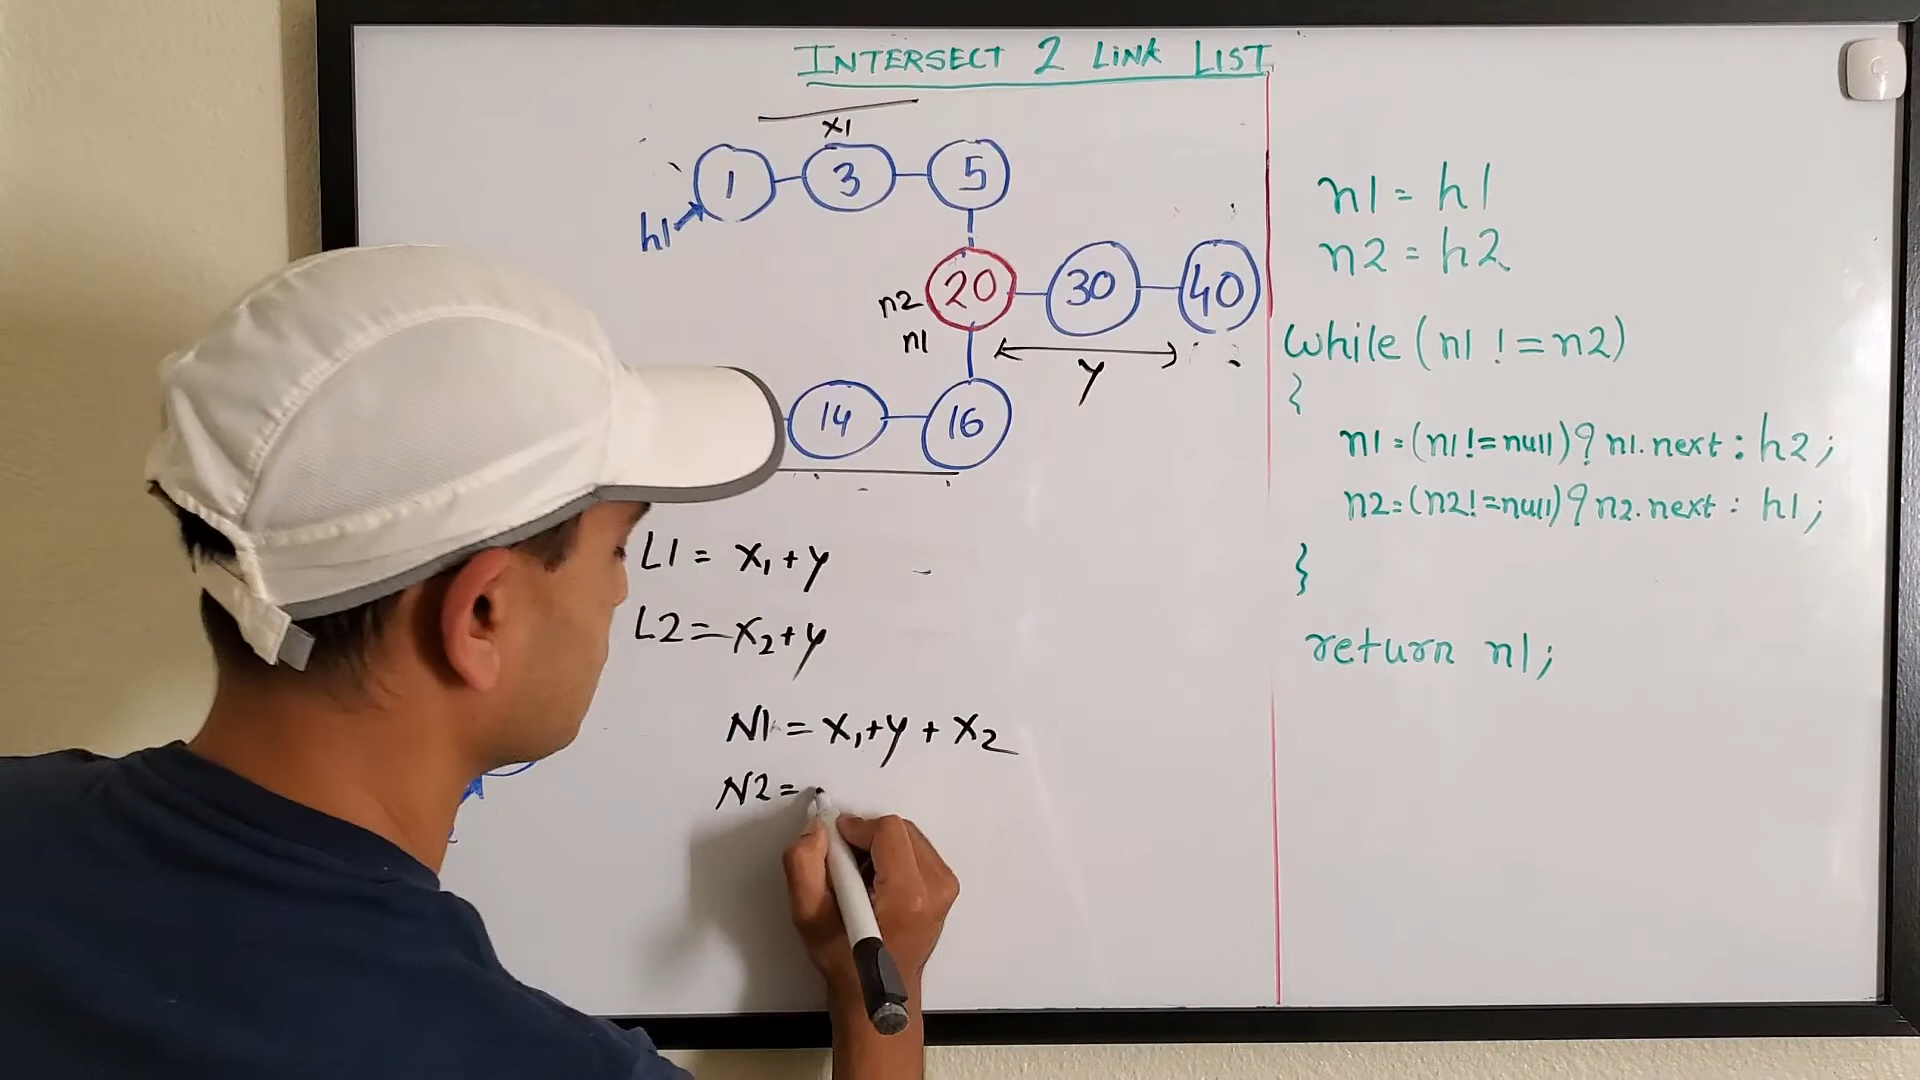 INTERSECT 2 LINK LIST
x1
1 3 5
h1
n2 20 30 40
n1
y
14 16
L1 = x1+y
L2 = x2+y
N1 = x1+y + x2
N2 =
n1 = h1
n2 = h2
while (n1 != n2)
{
n1 = (n1!=null)? n1.next : h2;
n2 = (n2!=null)? n2.next : h1;
}
return n1;